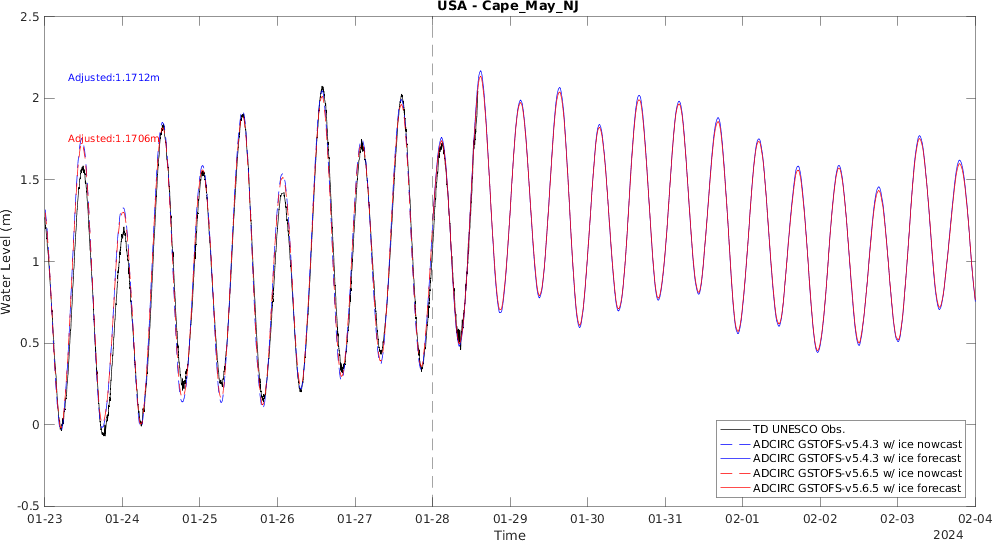 USA - Cape_May_NJ
2.5
2
1.5
1
0.5
0
-0.5
Water Level (m)
Adjusted:1.1712m
Adjusted:1.1706m
TD UNESCO Obs.
ADCIRC GSTOFS-v5.4.3 w/ ice nowcast
ADCIRC GSTOFS-v5.4.3 w/ ice forecast
ADCIRC GSTOFS-v5.6.5 w/ ice nowcast
ADCIRC GSTOFS-v5.6.5 w/ ice forecast
01-23 01-24 01-25 01-26 01-27 01-28 01-29 01-30 01-31 02-01 02-02 02-03 02-04
Time
2024